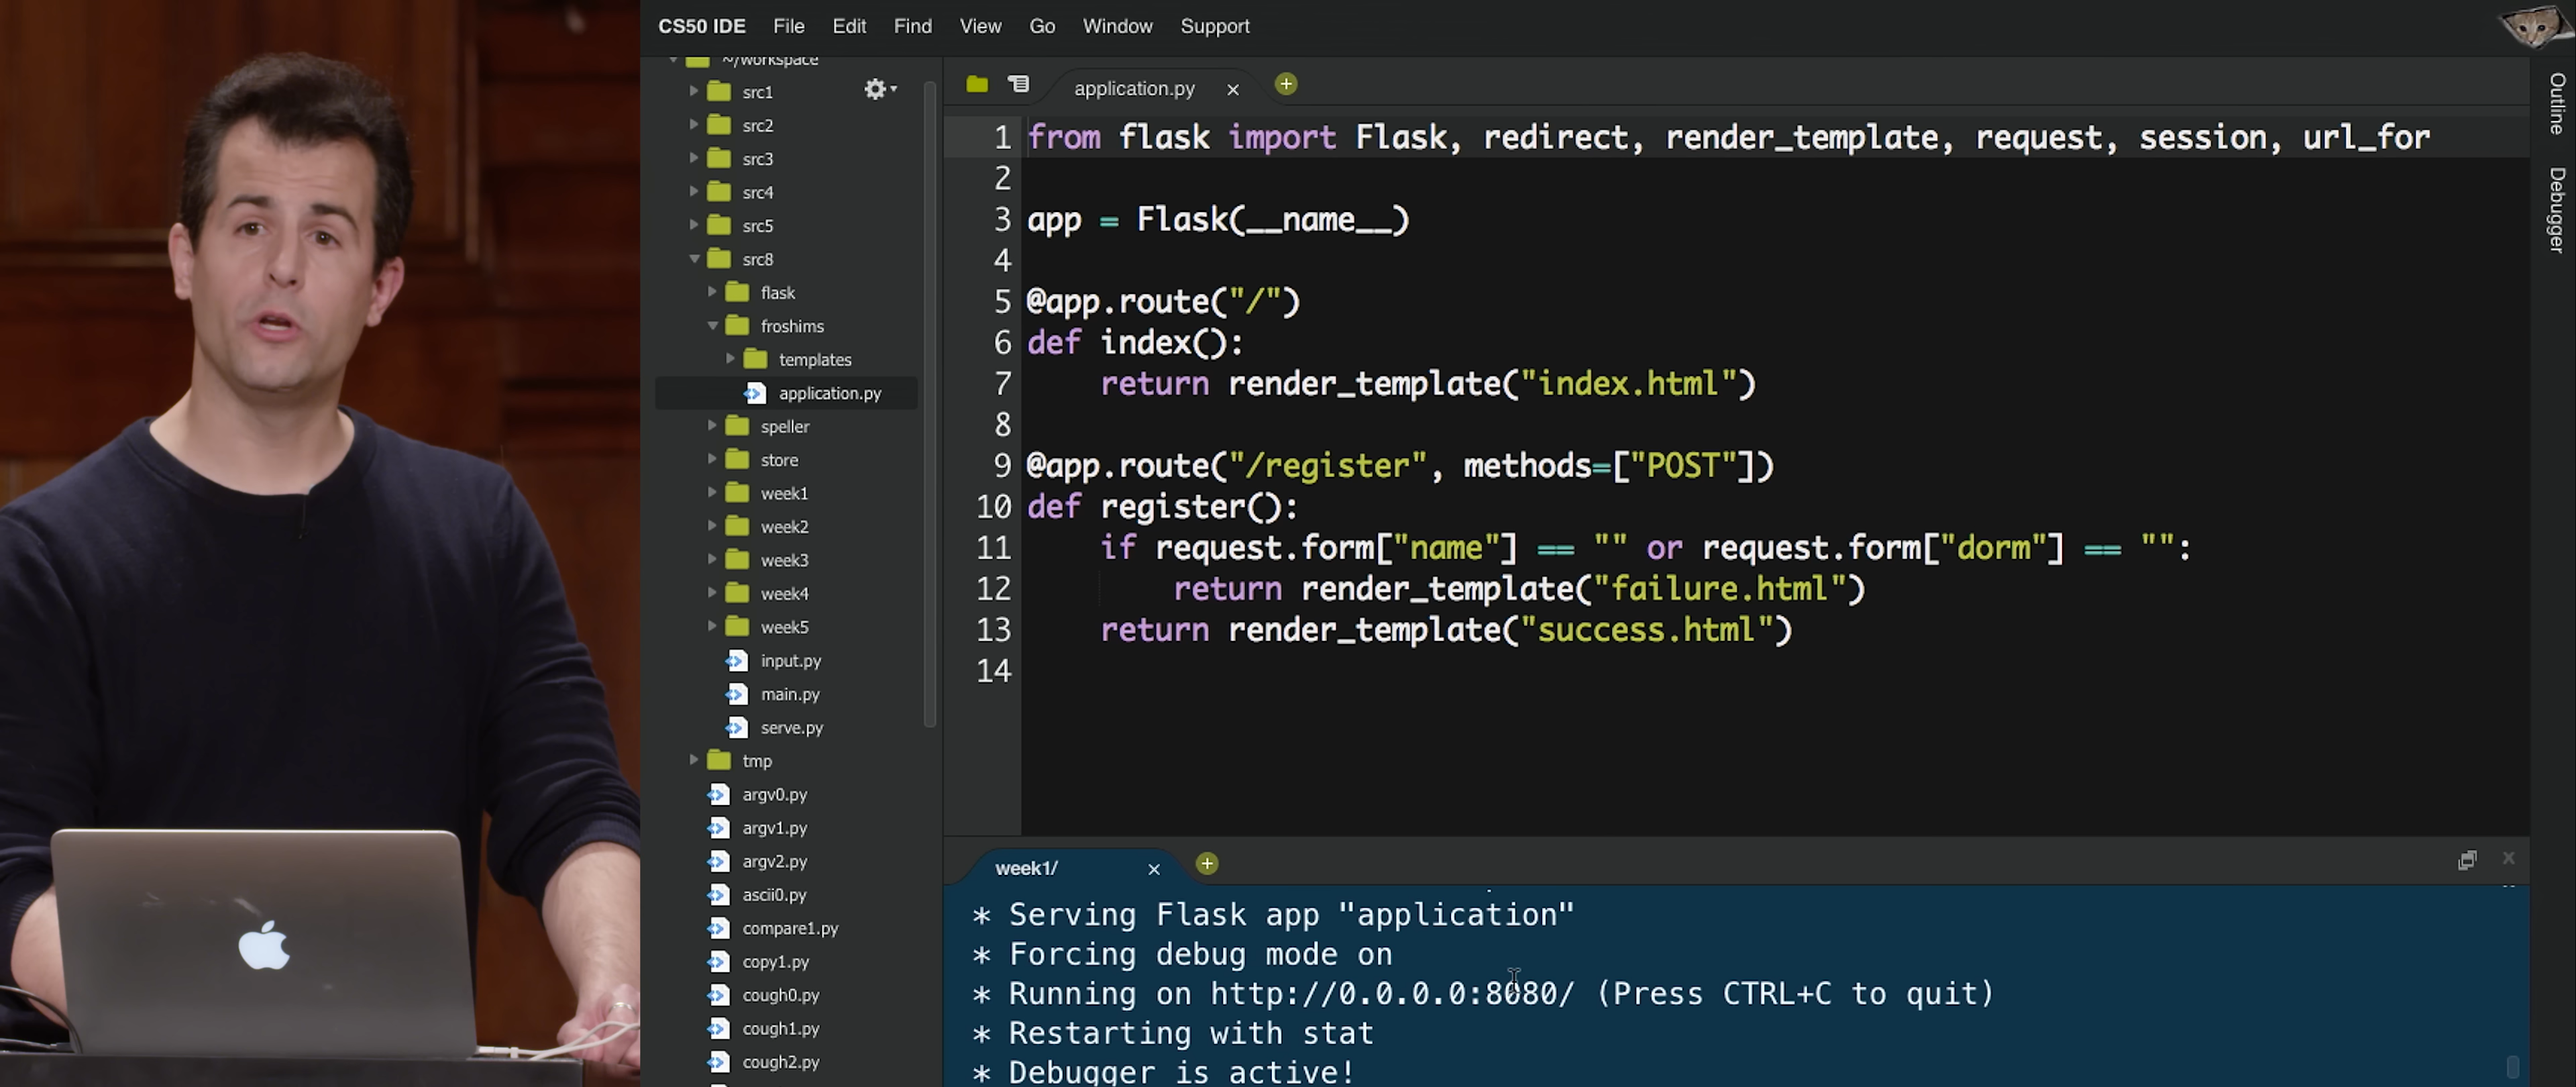 CS50 IDE File Edit Find View Go Window Support
~/workspace
src1
src2
src3
src4
src5
src8
flask
froshims
templates
application.py
speller
store
week1
week2
week3
week4
week5
input.py
main.py
serve.py
tmp
argv0.py
argv1.py
argv2.py
ascii0.py
compare1.py
copy1.py
cough0.py
cough1.py
cough2.py
application.py
1 from flask import Flask, redirect, render_template, request, session, url_for
2
3 app = Flask(__name__)
4
5 @app.route("/")
6 def index():
7     return render_template("index.html")
8
9 @app.route("/register", methods=["POST"])
10 def register():
11     if request.form["name"] == "" or request.form["dorm"] == "":
12         return render_template("failure.html")
13     return render_template("success.html")
14
week1/
* Serving Flask app "application"
* Forcing debug mode on
* Running on http://0.0.0.0:8080/ (Press CTRL+C to quit)
* Restarting with stat
* Debugger is active!
Outline
Debugger